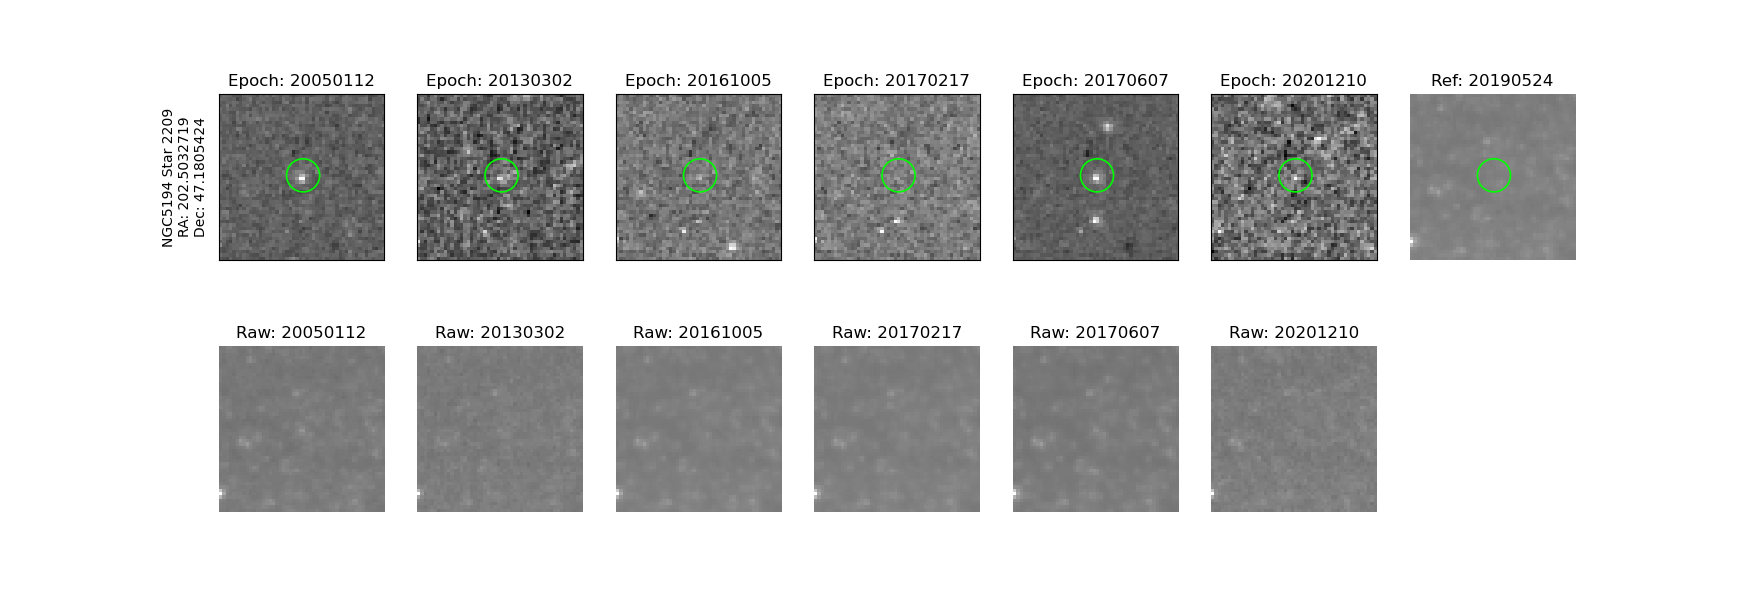 Epoch: 20050112
Epoch: 20130302
Epoch: 20161005
Epoch: 20170217
Epoch: 20170607
Epoch: 20201210
Ref: 20190524
NGC5194 Star 2209
RA: 202.5032719
Dec: 47.1805424
Raw: 20050112
Raw: 20130302
Raw: 20161005
Raw: 20170217
Raw: 20170607
Raw: 20201210